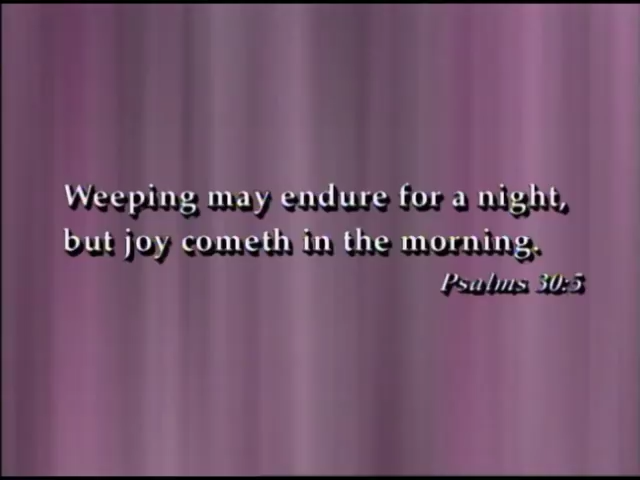 Weeping may endure for a night,
but joy cometh in the morning.
Psalms 30:5